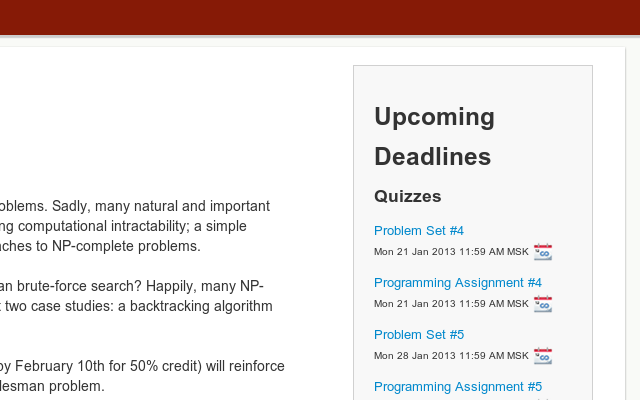 oblems. Sadly, many natural and important
ng computational intractability; a simple
aches to NP-complete problems.
an brute-force search? Happily, many NP-
two case studies: a backtracking algorithm
by February 10th for 50% credit) will reinforce
lesman problem.
Upcoming
Deadlines
Quizzes
Problem Set #4
Mon 21 Jan 2013 11:59 AM MSK
Programming Assignment #4
Mon 21 Jan 2013 11:59 AM MSK
Problem Set #5
Mon 28 Jan 2013 11:59 AM MSK
Programming Assignment #5